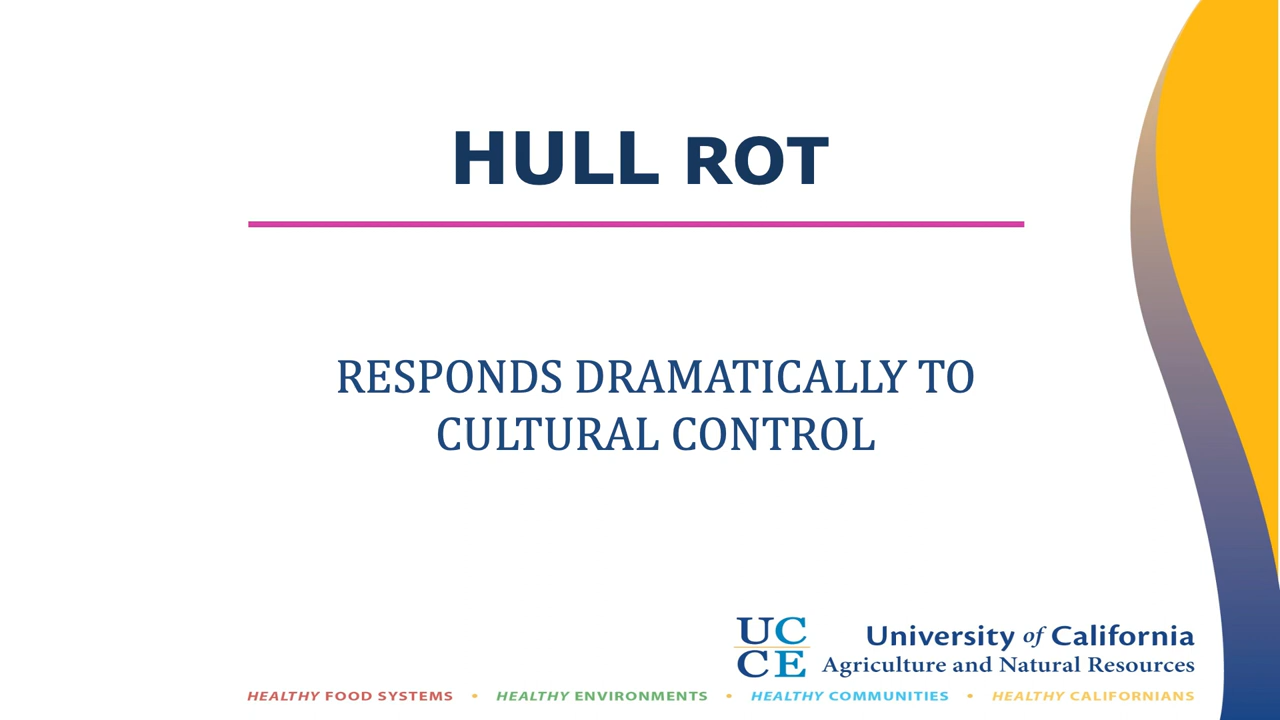 HULL ROT
RESPONDS DRAMATICALLY TO
CULTURAL CONTROL
UC
CE
University of California
Agriculture and Natural Resources
HEALTHY FOOD SYSTEMS • HEALTHY ENVIRONMENTS • HEALTHY COMMUNITIES • HEALTHY CALIFORNIANS